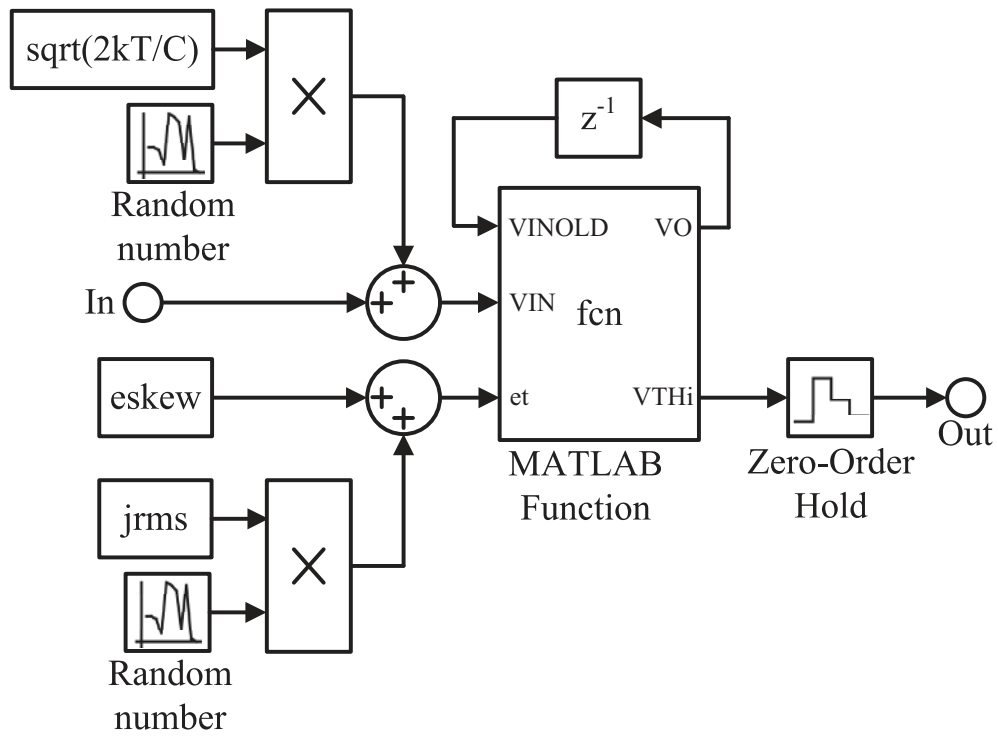 sqrt(2kT/C)
×
Random
number
z-1
VINOLD
VO
In
+
+
VIN
fcn
eskew
+
+
et
VTHi
Out
MATLAB
Function
Zero-Order
Hold
jrms
×
Random
number